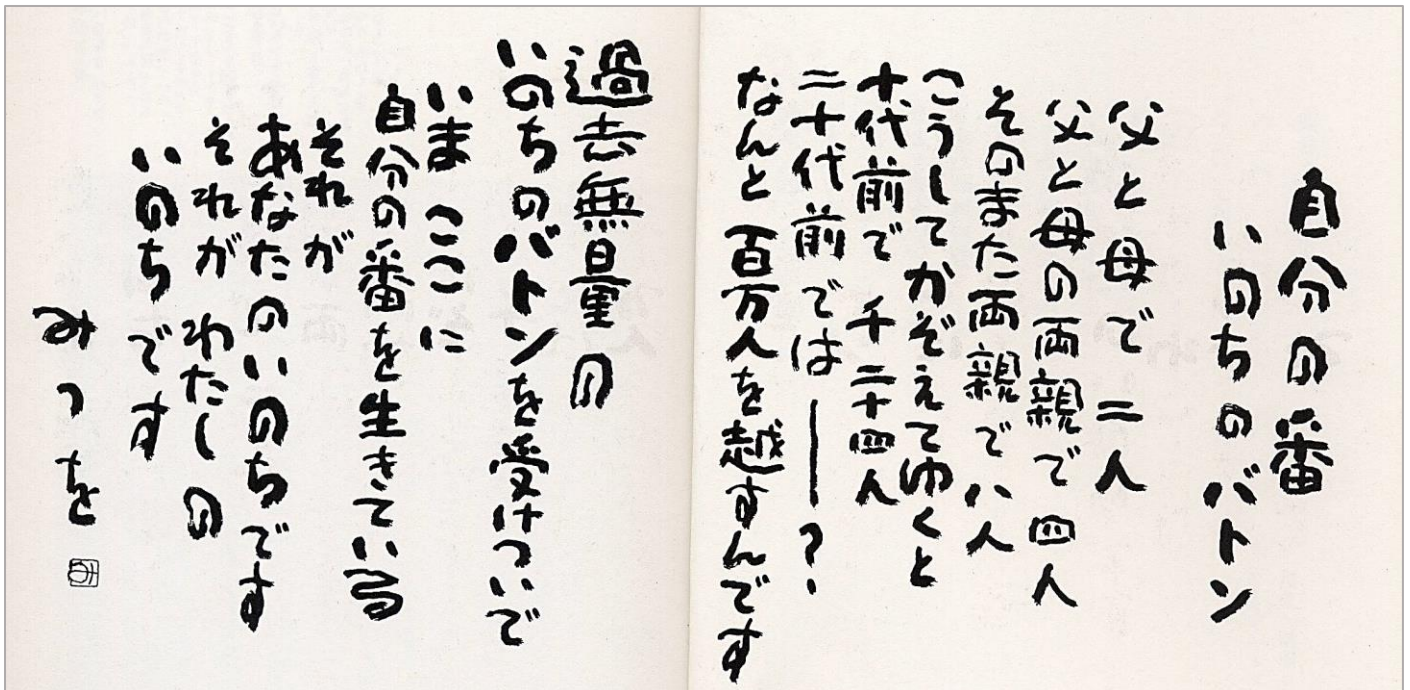 自分の番
いのちのバトン
父と母で 二人
父と母の両親で 四人
そのまた両親で 八人
こうしてかぞえてゆくと
十代前で 千二十四人
二十代前では ―？
なんと百万人を越すんです
過去無量の
いのちのバトンを受けついで
いま ここに
自分の番を生きている
それが
あなたのいのちです
それが わたしの
いのちです
みつを